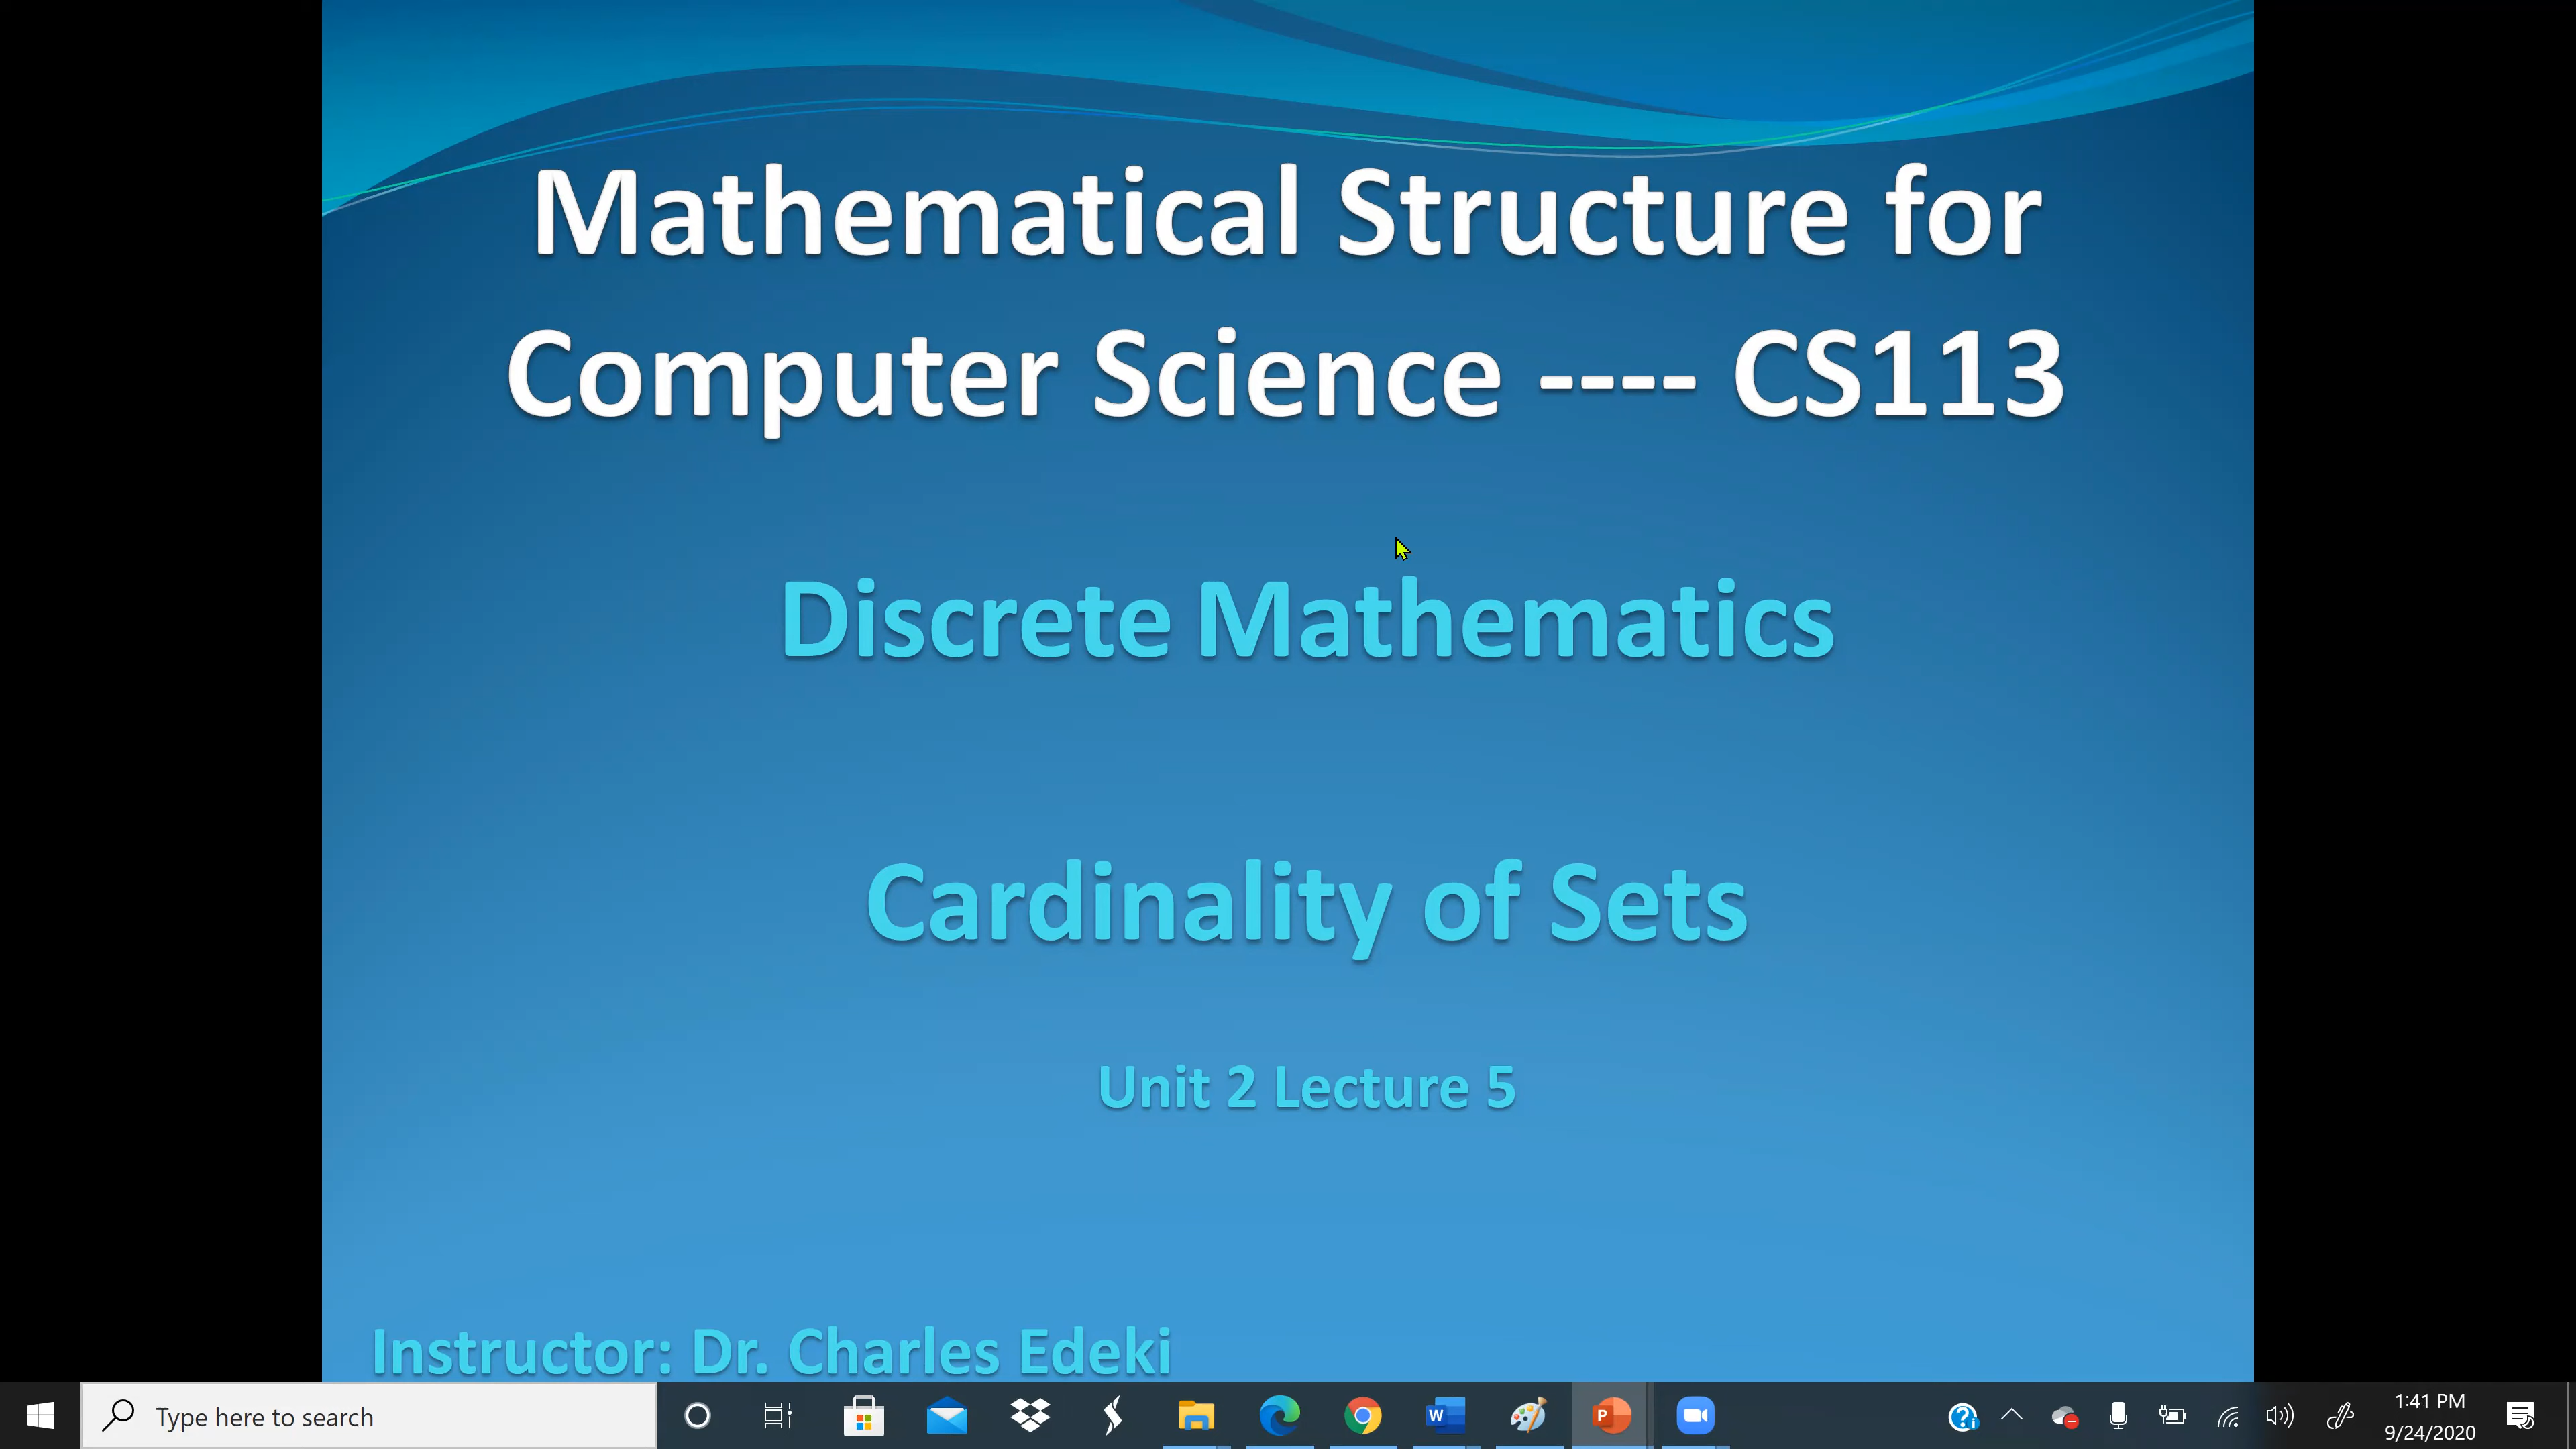 Mathematical Structure for
Computer Science ---- CS113
Discrete Mathematics
Cardinality of Sets
Unit 2 Lecture 5
Instructor: Dr. Charles Edeki
Type here to search
1:41 PM
9/24/2020